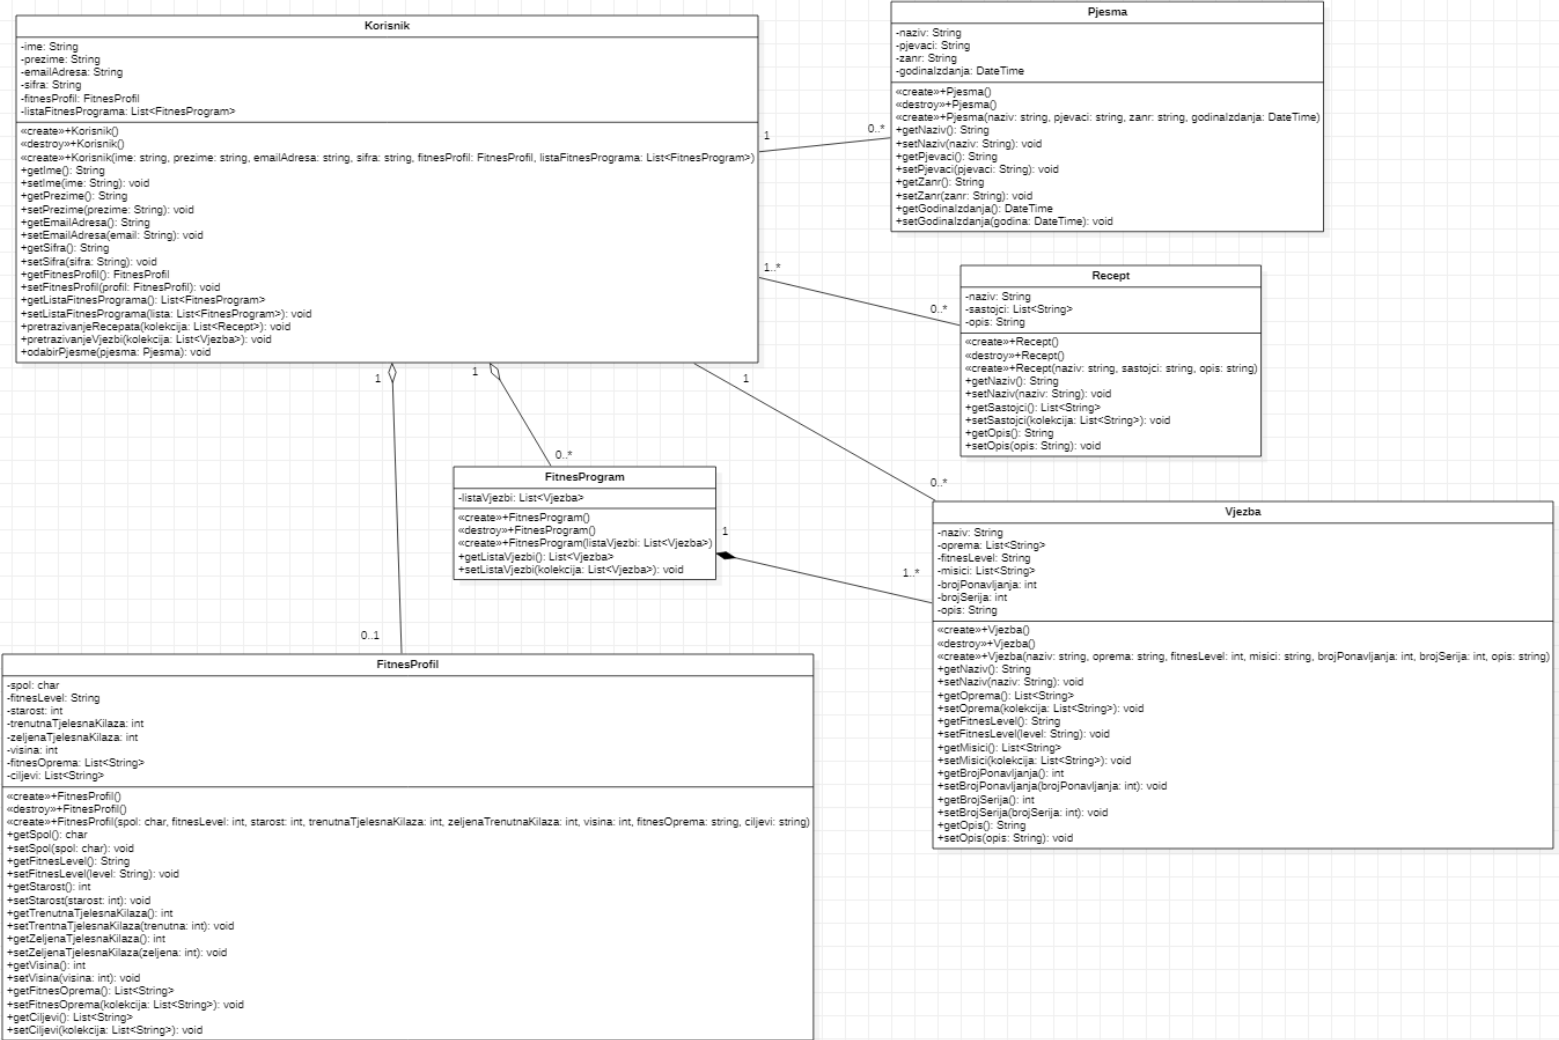 Korisnik
-ime: String
-prezime: String
-emailAdresa: String
-sifra: String
-fitnesProfil: FitnesProfil
-listaFitnesPrograma: List<FitnesProgram>
«create»+Korisnik()
«destroy»+Korisnik()
«create»+Korisnik(ime: string, prezime: string, emailAdresa: string, sifra: string, fitnesProfil: FitnesProfil, listaFitnesPrograma: List<FitnesProgram>)
+getIme(): String
+setIme(ime: String): void
+getPrezime(): String
+setPrezime(prezime: String): void
+getEmailAdresa(): String
+setEmailAdresa(email: String): void
+getSifra(): String
+setSifra(sifra: String): void
+getFitnesProfil(): FitnesProfil
+setFitnesProfil(profil: FitnesProfil): void
+getListaFitnesPrograma(): List<FitnesProgram>
+setListaFitnesPrograma(lista: List<FitnesProgram>): void
+pretrazivanjeRecepata(kolekcija: List<Recept>): void
+pretrazivanjeVjezbi(kolekcija: List<Vjezba>): void
+odabirPjesme(pjesma: Pjesma): void
Pjesma
-naziv: String
-pjevaci: String
-zanr: String
-godinaIzdanja: DateTime
«create»+Pjesma()
«destroy»+Pjesma()
«create»+Pjesma(naziv: string, pjevaci: string, zanr: string, godinaIzdanja: DateTime)
+getNaziv(): String
+setNaziv(naziv: String): void
+getPjevaci(): String
+setPjevaci(pjevaci: String): void
+getZanr(): String
+setZanr(zanr: String): void
+getGodinaIzdanja(): DateTime
+setGodinaIzdanja(godina: DateTime): void
1
0..*
1..*
0..*
Recept
-naziv: String
-sastojci: List<String>
-opis: String
«create»+Recept()
«destroy»+Recept()
«create»+Recept(naziv: string, sastojci: string, opis: string)
+getNaziv(): String
+setNaziv(naziv: String): void
+getSastojci(): List<String>
+setSastojci(kolekcija: List<String>): void
+getOpis(): String
+setOpis(opis: String): void
1
1
1
0..*
0..*
FitnesProgram
-listaVjezbi: List<Vjezba>
«create»+FitnesProgram()
«destroy»+FitnesProgram()
«create»+FitnesProgram(listaVjezbi: List<Vjezba>)
+getListaVjezbi(): List<Vjezba>
+setListaVjezbi(kolekcija: List<Vjezba>): void
1
1..*
0..1
Vjezba
-naziv: String
-oprema: List<String>
-fitnesLevel: String
-misici: List<String>
-brojPonavljanja: int
-brojSerija: int
-opis: String
«create»+Vjezba()
«destroy»+Vjezba()
«create»+Vjezba(naziv: string, oprema: string, fitnesLevel: int, misici: string, brojPonavljanja: int, brojSerija: int, opis: string)
+getNaziv(): String
+setNaziv(naziv: String): void
+getOprema(): List<String>
+setOprema(kolekcija: List<String>): void
+getFitnesLevel(): String
+setFitnesLevel(level: String): void
+getMisici(): List<String>
+setMisici(kolekcija: List<String>): void
+getBrojPonavljanja(): int
+setBrojPonavljanja(brojPonavljanja: int): void
+getBrojSerija(): int
+setBrojSerija(brojSerija: int): void
+getOpis(): String
+setOpis(opis: String): void
FitnesProfil
-spol: char
-fitnesLevel: String
-starost: int
-trenutnaTjelesnaKilaza: int
-zeljenaTjelesnaKilaza: int
-visina: int
-fitnesOprema: List<String>
-ciljevi: List<String>
«create»+FitnesProfil()
«destroy»+FitnesProfil()
«create»+FitnesProfil(spol: char, fitnesLevel: int, starost: int, trenutnaTjelesnaKilaza: int, zeljenaTrenutnaKilaza: int, visina: int, fitnesOprema: string, ciljevi: string)
+getSpol(): char
+setSpol(spol: char): void
+getFitnesLevel(): String
+setFitnesLevel(level: String): void
+getStarost(): int
+setStarost(starost: int): void
+getTrenutnaTjelesnaKilaza(): int
+setTrentnaTjelesnaKilaza(trenutna: int): void
+getZeljenaTjelesnaKilaza(): int
+setZeljenaTjelesnaKilaza(zeljena: int): void
+getVisina(): int
+setVisina(visina: int): void
+getFitnesOprema(): List<String>
+setFitnesOprema(kolekcija: List<String>): void
+getCiljevi(): List<String>
+setCiljevi(kolekcija: List<String>): void